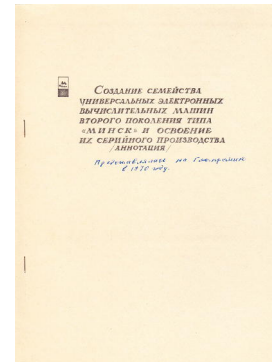 Создание семейства
универсальных электронных
вычислительных машин
второго поколения типа
«Минск» и освоение
их серийного производства
/аннотация/
Представлялась на Госпремию
в 1970 году.